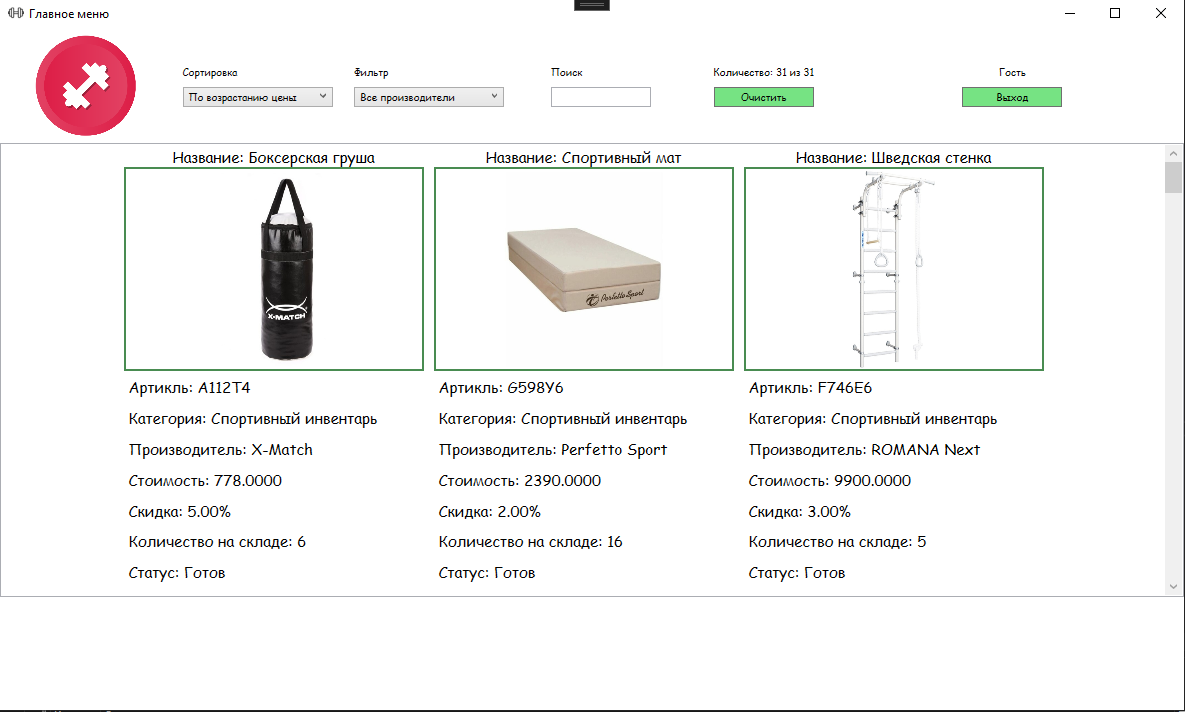 Главное меню
Сортировка
Фильтр
Поиск
Количество: 31 из 31
Гость
По возрастанию цены
Все производители
Очистить
Выход
Название: Боксерская груша
Название: Спортивный мат
Название: Шведская стенка
X-MATCH
Perfetto Sport
Артикль: A112T4
Артикль: G598Y6
Артикль: F746E6
Категория: Спортивный инвентарь
Категория: Спортивный инвентарь
Категория: Спортивный инвентарь
Производитель: X-Match
Производитель: Perfetto Sport
Производитель: ROMANA Next
Стоимость: 778.0000
Стоимость: 2390.0000
Стоимость: 9900.0000
Скидка: 5.00%
Скидка: 2.00%
Скидка: 3.00%
Количество на складе: 6
Количество на складе: 16
Количество на складе: 5
Статус: Готов
Статус: Готов
Статус: Готов